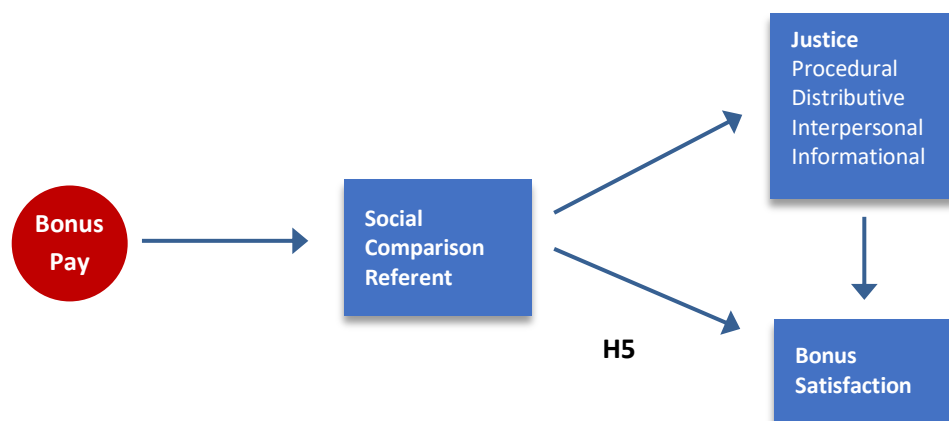 Bonus
Pay
Social
Comparison
Referent
Justice
Procedural
Distributive
Interpersonal
Informational
H5
Bonus
Satisfaction